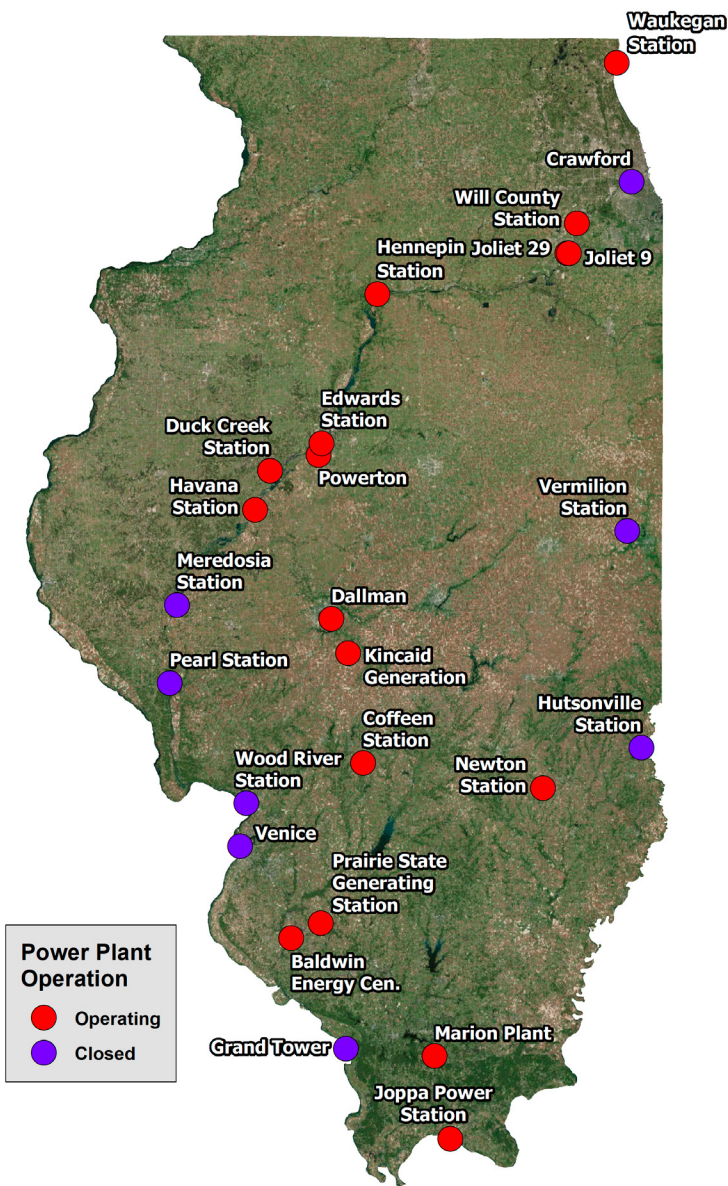 Waukegan
Station
Crawford
Will County
Station
Hennepin
Station
Joliet 29
Joliet 9
Edwards
Station
Duck Creek
Station
Powerton
Havana
Station
Vermilion
Station
Meredosia
Station
Dallman
Pearl Station
Kincaid
Generation
Hutsonville
Station
Coffeen
Station
Wood River
Station
Newton
Station
Venice
Prairie State
Generating
Station
Baldwin
Energy Cen.
Power Plant
Operation
Operating
Closed
Grand Tower
Marion Plant
Joppa Power
Station